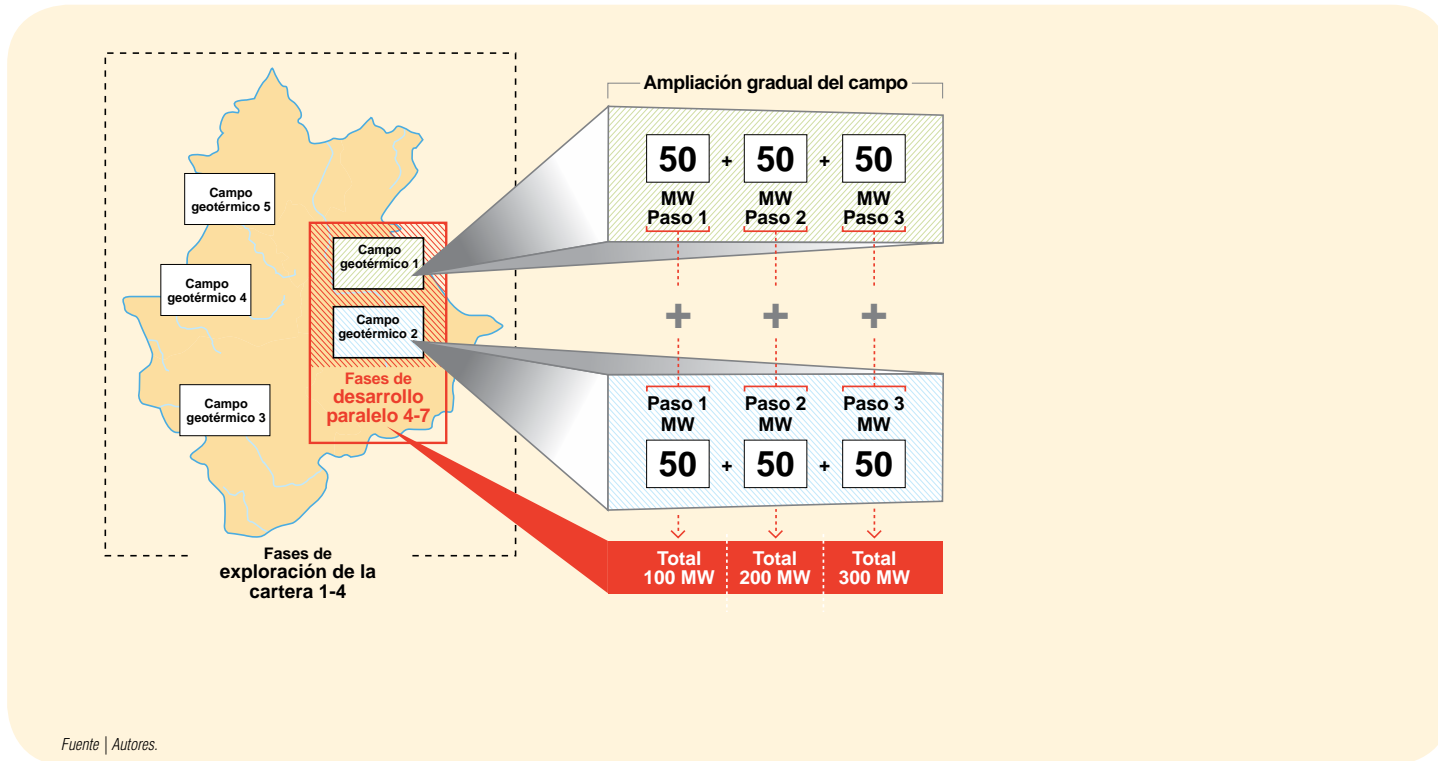 Ampliación gradual del campo
50 + 50 + 50
MW MW MW
Paso 1 Paso 2 Paso 3
Campo
geotérmico 5
Campo
geotérmico 1
Campo
geotérmico 4
Campo
geotérmico 2
Campo
geotérmico 3
Fases de
desarrollo
paralelo 4-7
+ + +
Paso 1 Paso 2 Paso 3
MW MW MW
50 + 50 + 50
Total Total Total
100 MW 200 MW 300 MW
Fases de
exploración de la
cartera 1-4
Fuente | Autores.